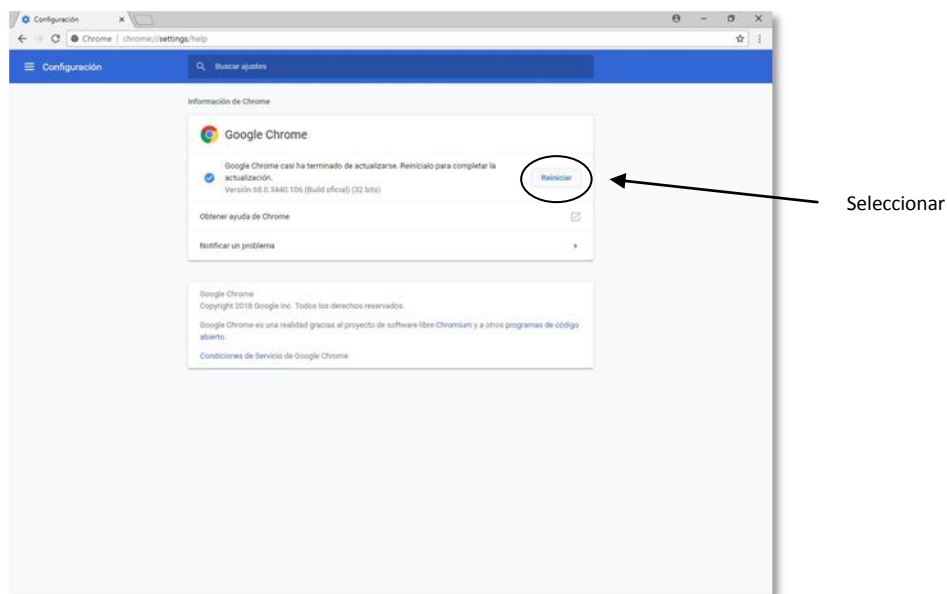 Configuración
Chrome | chrome://settings/help
Configuración
Buscar ajustes
Información de Chrome
Google Chrome
Google Chrome casi ha terminado de actualizarse. Reinícialo para completar la
actualización.
Reiniciar
Versión 68.0.3440.106 (Build oficial) (32 bits)
Seleccionar
Obtener ayuda de Chrome
Notificar un problema
Google Chrome
Copyright 2018 Google Inc. Todos los derechos reservados.
Google Chrome es una realidad gracias al proyecto de software libre Chromium y a otros programas de código
abierto.
Condiciones de Servicio de Google Chrome